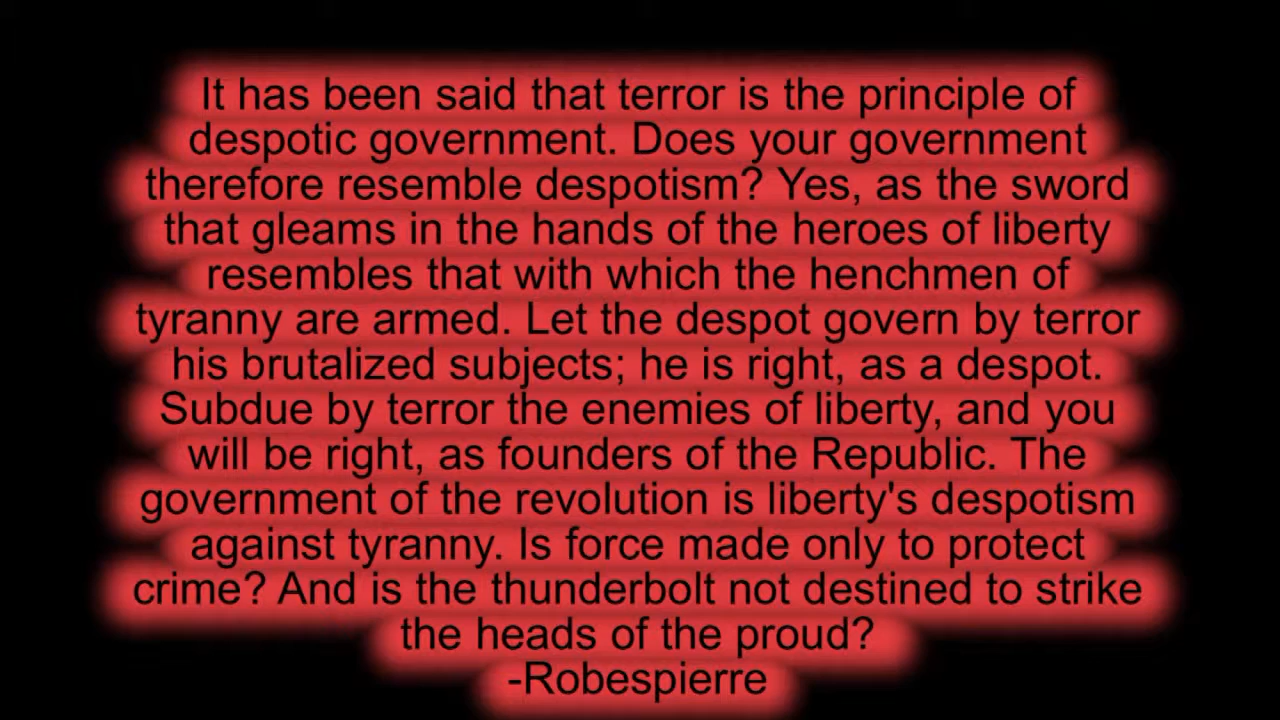 It has been said that terror is the principle of
despotic government. Does your government
therefore resemble despotism? Yes, as the sword
that gleams in the hands of the heroes of liberty
resembles that with which the henchmen of
tyranny are armed. Let the despot govern by terror
his brutalized subjects; he is right, as a despot.
Subdue by terror the enemies of liberty, and you
will be right, as founders of the Republic. The
government of the revolution is liberty's despotism
against tyranny. Is force made only to protect
crime? And is the thunderbolt not destined to strike
the heads of the proud?
-Robespierre